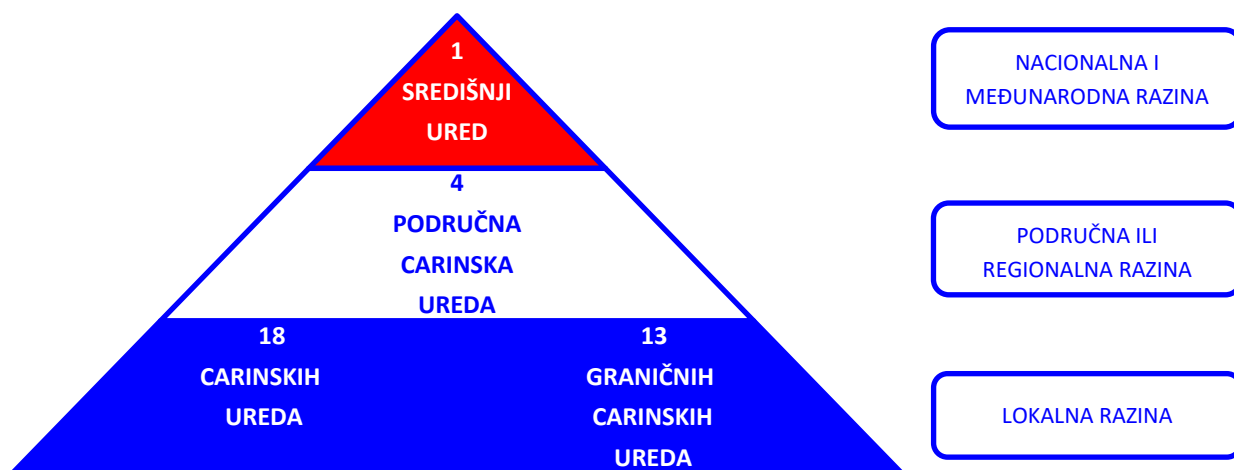 1
SREDIŠNJI
URED
4
PODRUČNA
CARINSKA
UREDA
18
CARINSKIH
UREDA
13
GRANIČNIH
CARINSKIH
UREDA
NACIONALNA I
MEĐUNARODNA RAZINA
PODRUČNA ILI
REGIONALNA RAZINA
LOKALNA RAZINA